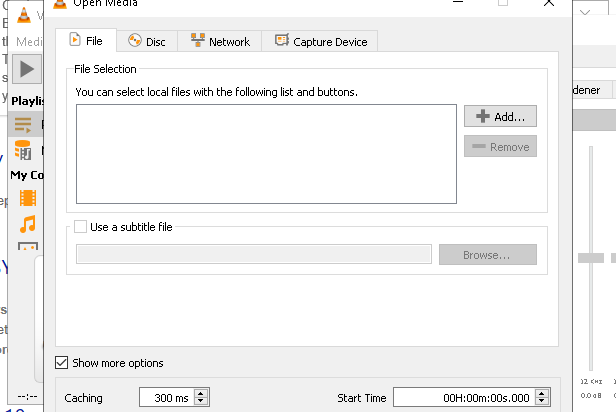 Open Media
Medi
File
Disc
Network
Capture Device
File Selection
You can select local files with the following list and buttons.
Add...
Remove
Use a subtitle file
Browse...
Show more options
Caching
300 ms
Start Time
00H:00m:00s.000
Playlis
My Co
--:--
dener
12 KHz
0.0 dB